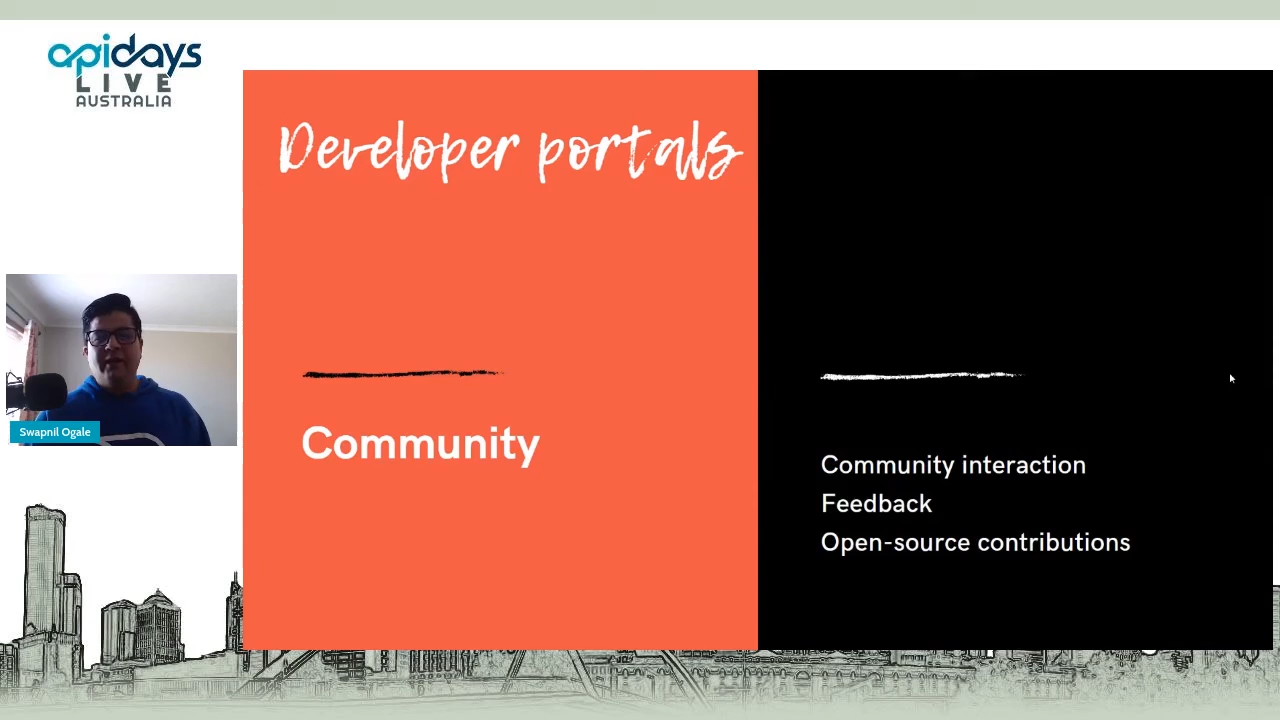 apidays
LIVE
AUSTRALIA
Developer portals
Swapnil Ogale
Community
Community interaction
Feedback
Open-source contributions